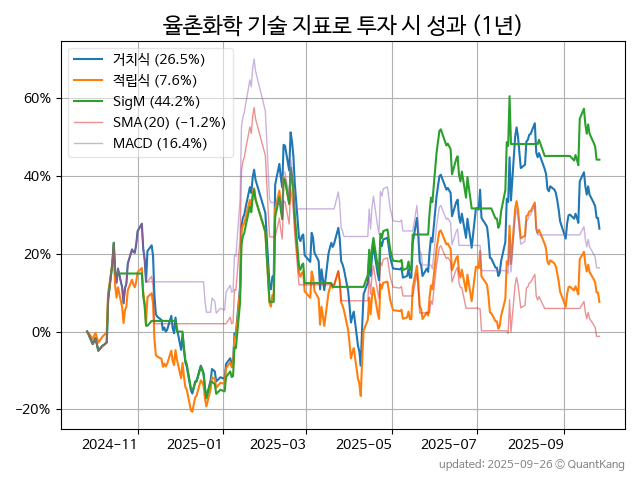 율촌화학 기술 지표로 투자 시 성과 (1년)
거치식 (26.5%)
적립식 (7.6%)
SigM (44.2%)
SMA(20) (−1.2%)
MACD (16.4%)
60%
40%
20%
0%
−20%
2024-11
2025-01
2025-03
2025-05
2025-07
2025-09
updated: 2025-09-26 © QuantKang